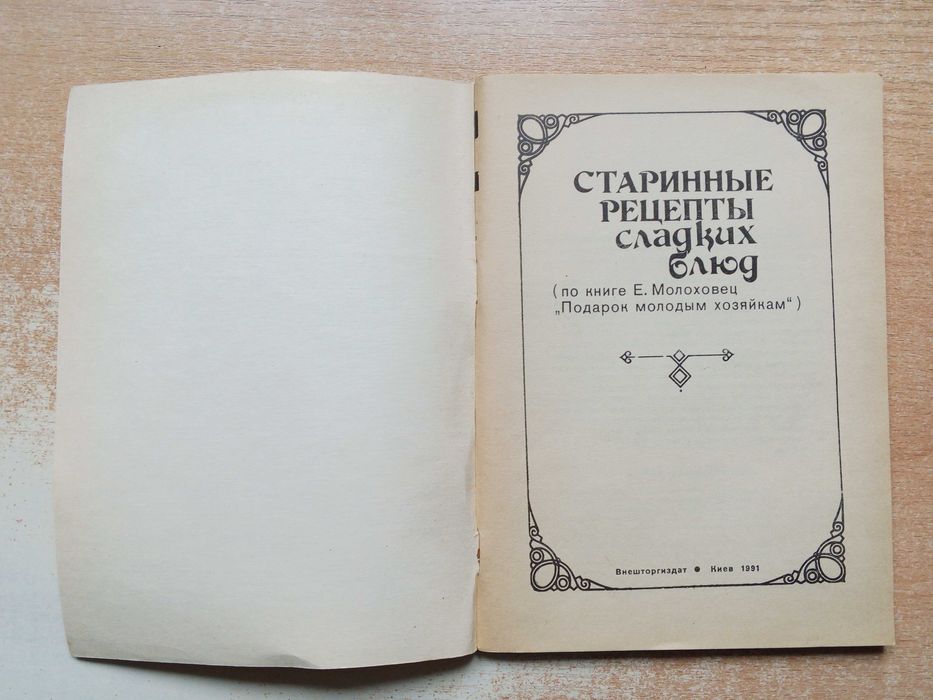 СТАРИННЫЕ
РЕЦЕПТЫ
сладких
блюд
(по книге Е. Молоховец
„Подарок молодым хозяйкам“)
Внешторгиздат ● Киев 1991